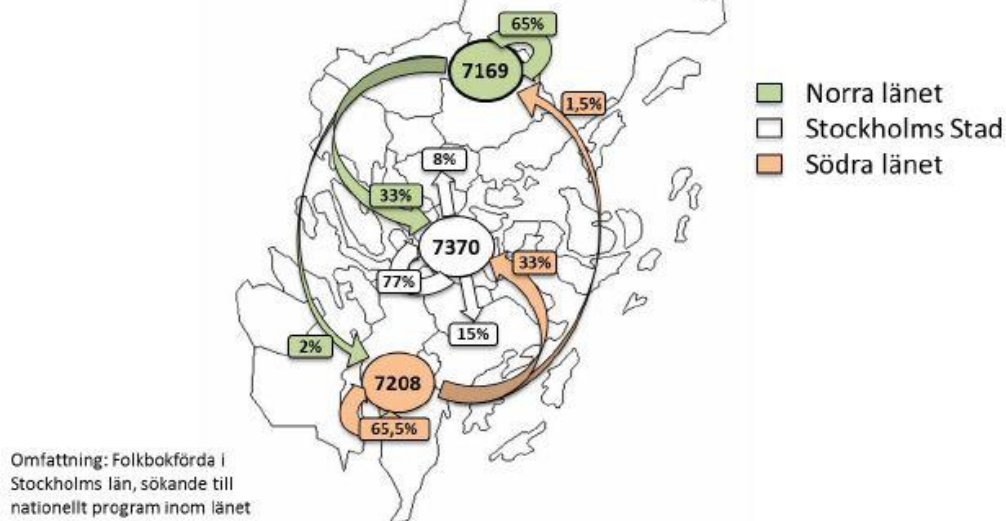 65%
7169
1,5%
Norra länet
Stockholms Stad
Södra länet
8%
33%
7370
33%
77%
15%
2%
7208
65,5%
Omfattning: Folkbokförda i
Stockholms län, sökande till
nationellt program inom länet